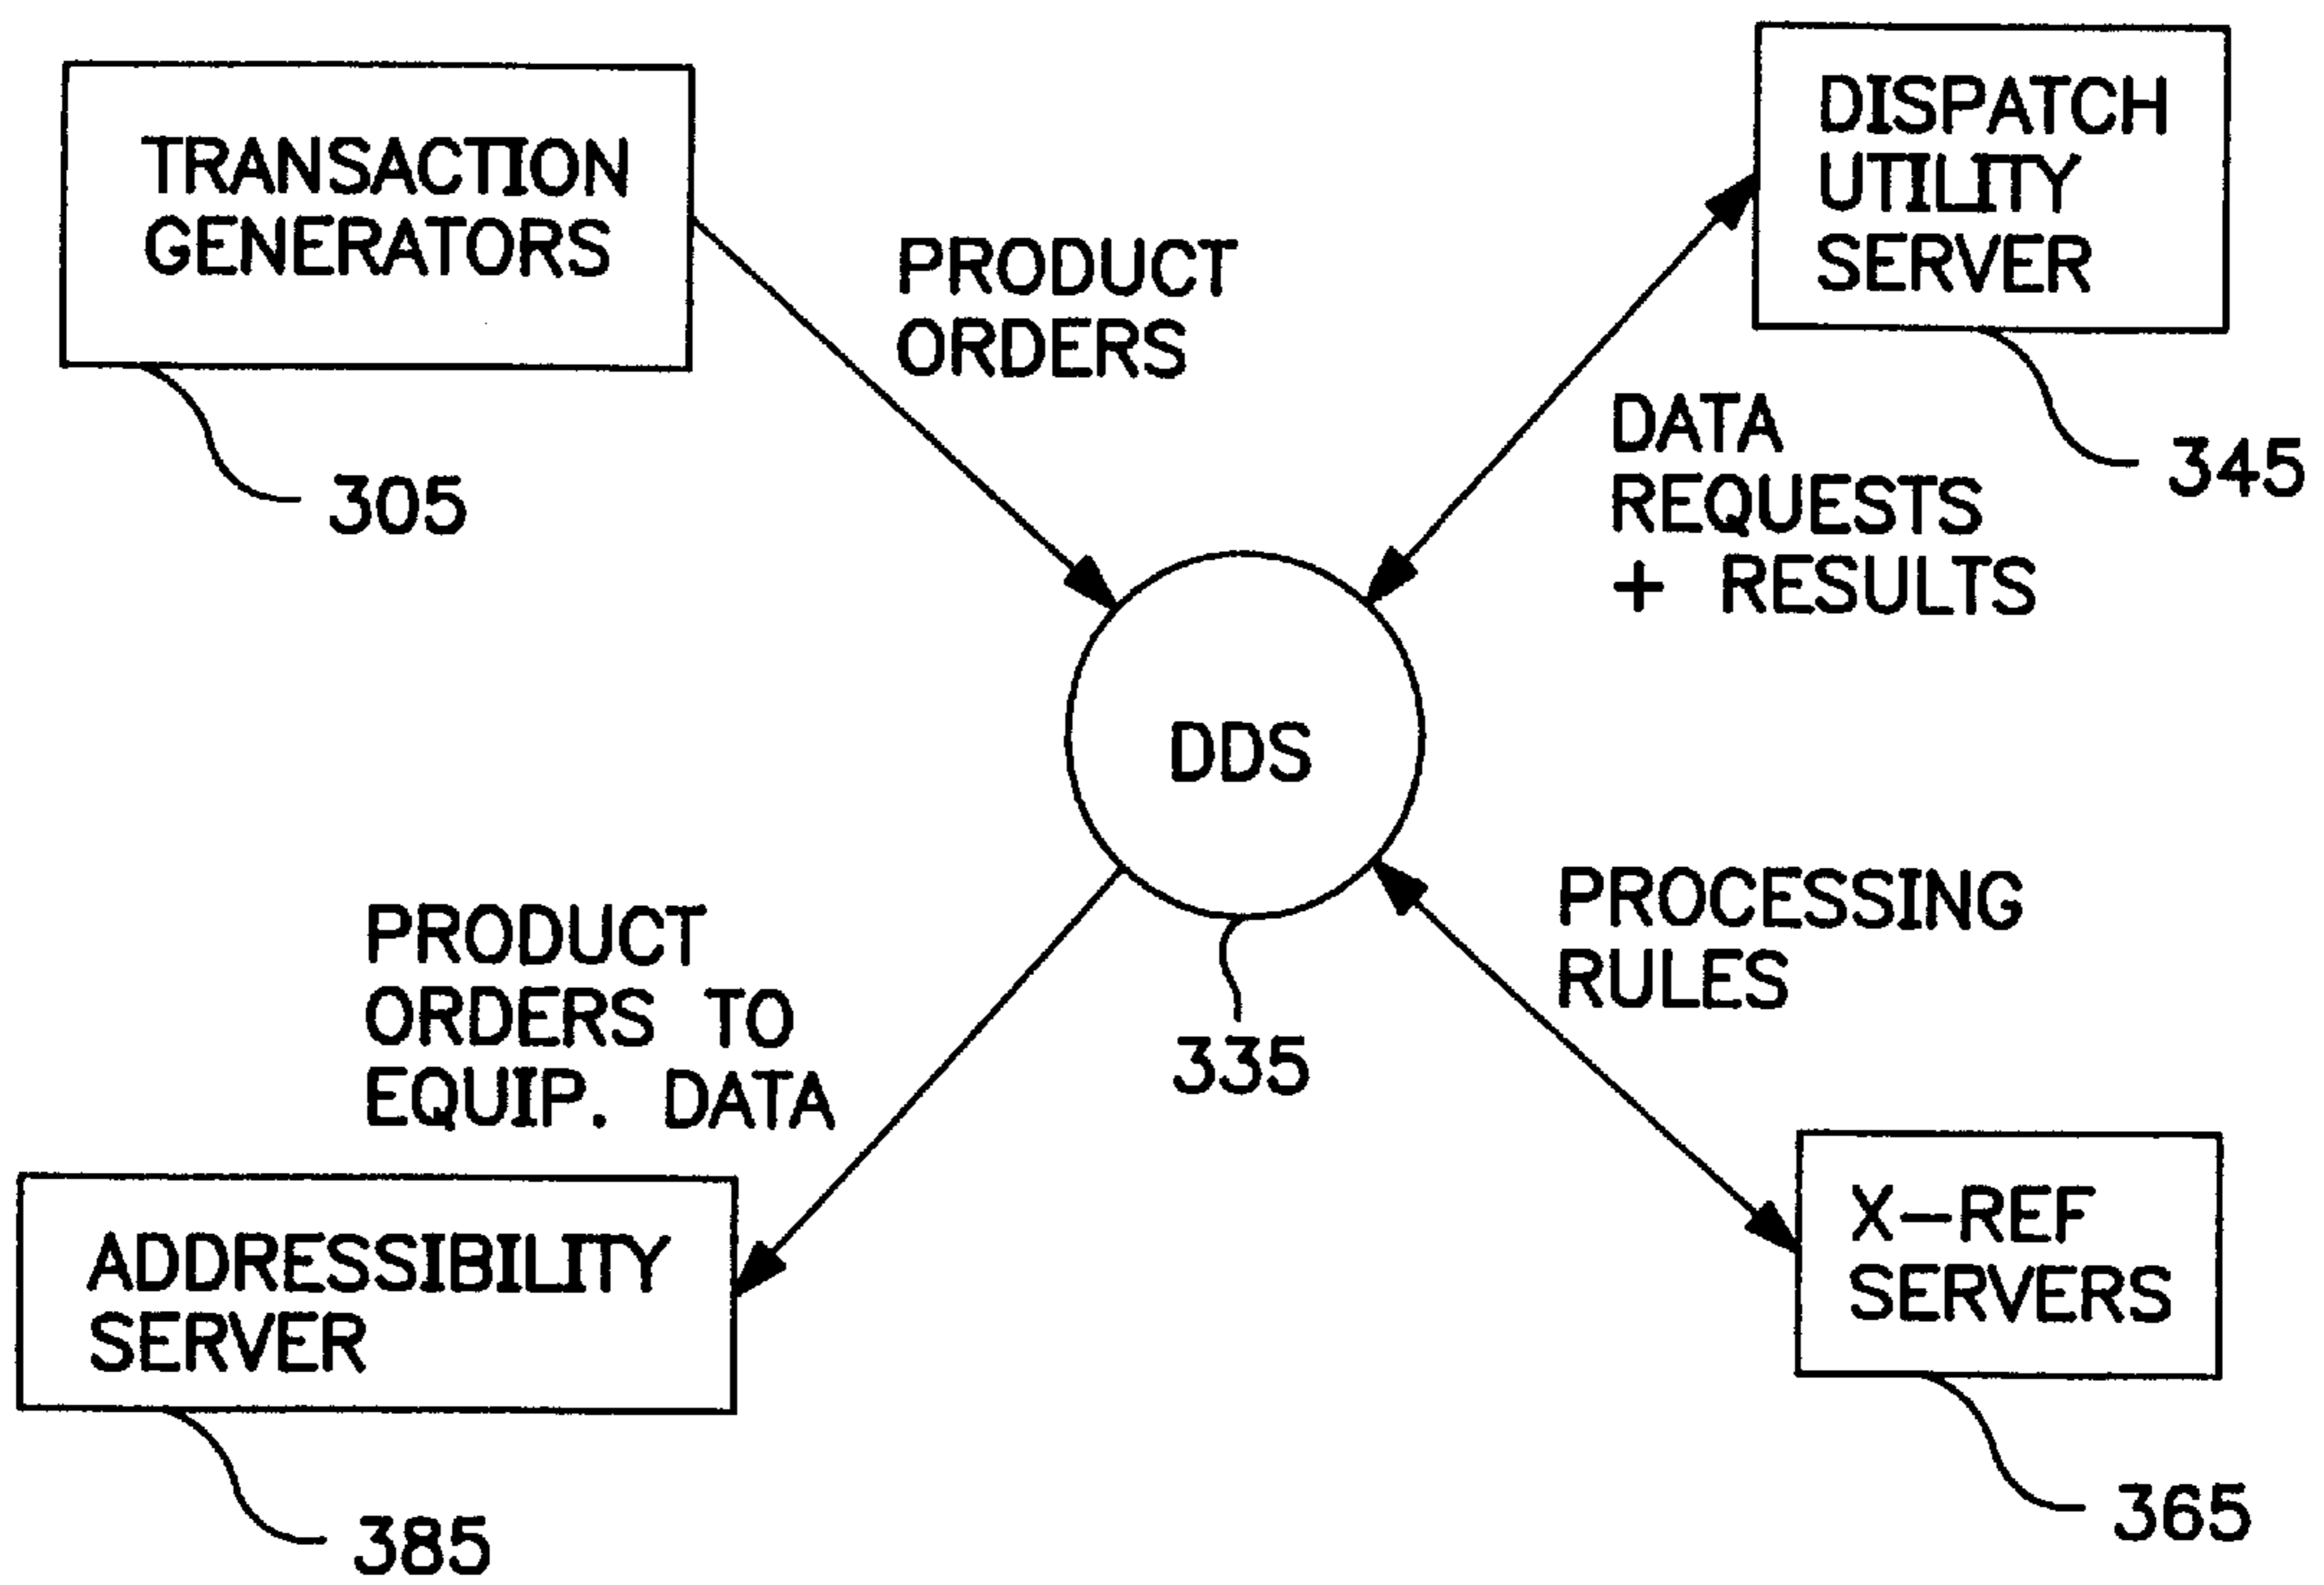 TRANSACTION
GENERATORS
305
PRODUCT
ORDERS
DISPATCH
UTILITY
SERVER
345
DATA
REQUESTS
+ RESULTS
DDS
335
PRODUCT
ORDERS TO
EQUIP. DATA
ADDRESSIBILITY
SERVER
385
PROCESSING
RULES
X-REF
SERVERS
365